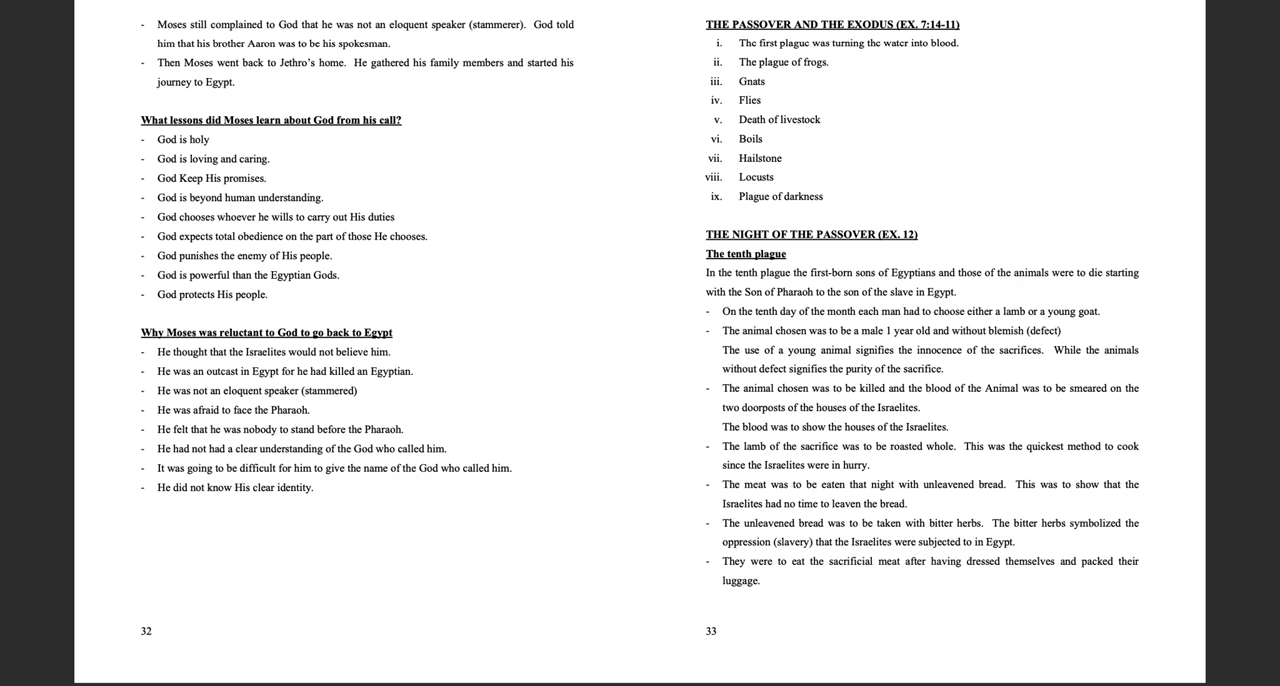 - Moses still complained to God that he was not an eloquent speaker (stammerer). God told
him that his brother Aaron was to be his spokesman.
- Then Moses went back to Jethro's home. He gathered his family members and started his
journey to Egypt.
What lessons did Moses learn about God from his call?
- God is holy
- God is loving and caring.
- God Keep His promises.
- God is beyond human understanding.
- God chooses whoever he wills to carry out His duties
- God expects total obedience on the part of those He chooses.
- God punishes the enemy of His people.
- God is powerful than the Egyptian Gods.
- God protects His people.
Why Moses was reluctant to God to go back to Egypt
- He thought that the Israelites would not believe him.
- He was an outcast in Egypt for he had killed an Egyptian.
- He was not an eloquent speaker (stammered)
- He was afraid to face the Pharaoh.
- He felt that he was nobody to stand before the Pharaoh.
- He had not had a clear understanding of the God who called him.
- It was going to be difficult for him to give the name of the God who called him.
- He did not know His clear identity.
32
THE PASSOVER AND THE EXODUS (EX. 7:14-11)
i. The first plague was turning the water into blood.
ii. The plague of frogs.
iii. Gnats
iv. Flies
v. Death of livestock
vi. Boils
vii. Hailstone
viii. Locusts
ix. Plague of darkness
THE NIGHT OF THE PASSOVER (EX. 12)
The tenth plague
In the tenth plague the first-born sons of Egyptians and those of the animals were to die starting
with the Son of Pharaoh to the son of the slave in Egypt.
- On the tenth day of the month each man had to choose either a lamb or a young goat.
- The animal chosen was to be a male 1 year old and without blemish (defect)
The use of a young animal signifies the innocence of the sacrifices. While the animals
without defect signifies the purity of the sacrifice.
- The animal chosen was to be killed and the blood of the Animal was to be smeared on the
two doorposts of the houses of the Israelites.
The blood was to show the houses of the Israelites.
- The lamb of the sacrifice was to be roasted whole. This was the quickest method to cook
since the Israelites were in hurry.
- The meat was to be eaten that night with unleavened bread. This was to show that the
Israelites had no time to leaven the bread.
- The unleavened bread was to be taken with bitter herbs. The bitter herbs symbolized the
oppression (slavery) that the Israelites were subjected to in Egypt.
- They were to eat the sacrificial meat after having dressed themselves and packed their
luggage.
33